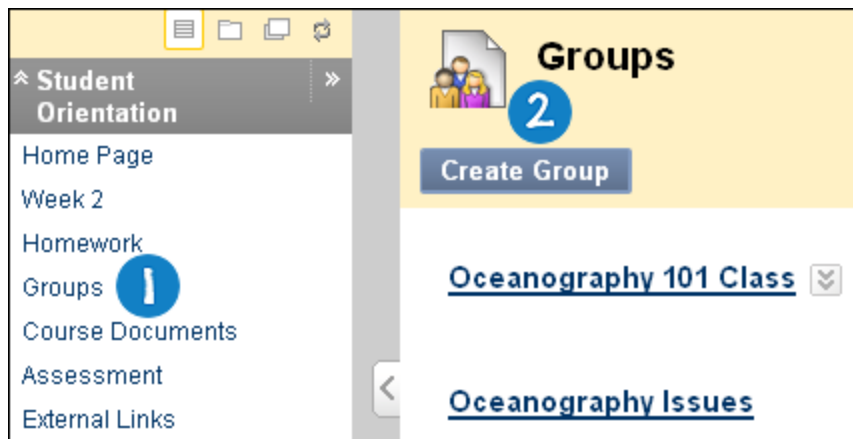 Student
Orientation
Home Page
Week 2
Homework
Groups 1
Course Documents
Assessment
External Links
Groups
2
Create Group
Oceanography 101 Class
Oceanography Issues